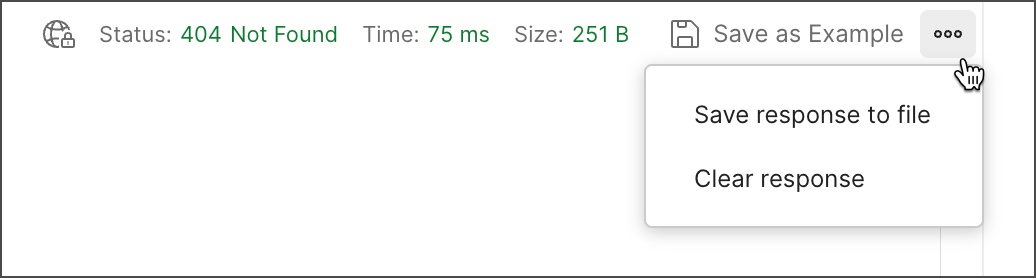 Status: 404 Not Found Time: 75 ms Size: 251 B Save as Example
Save response to file
Clear response